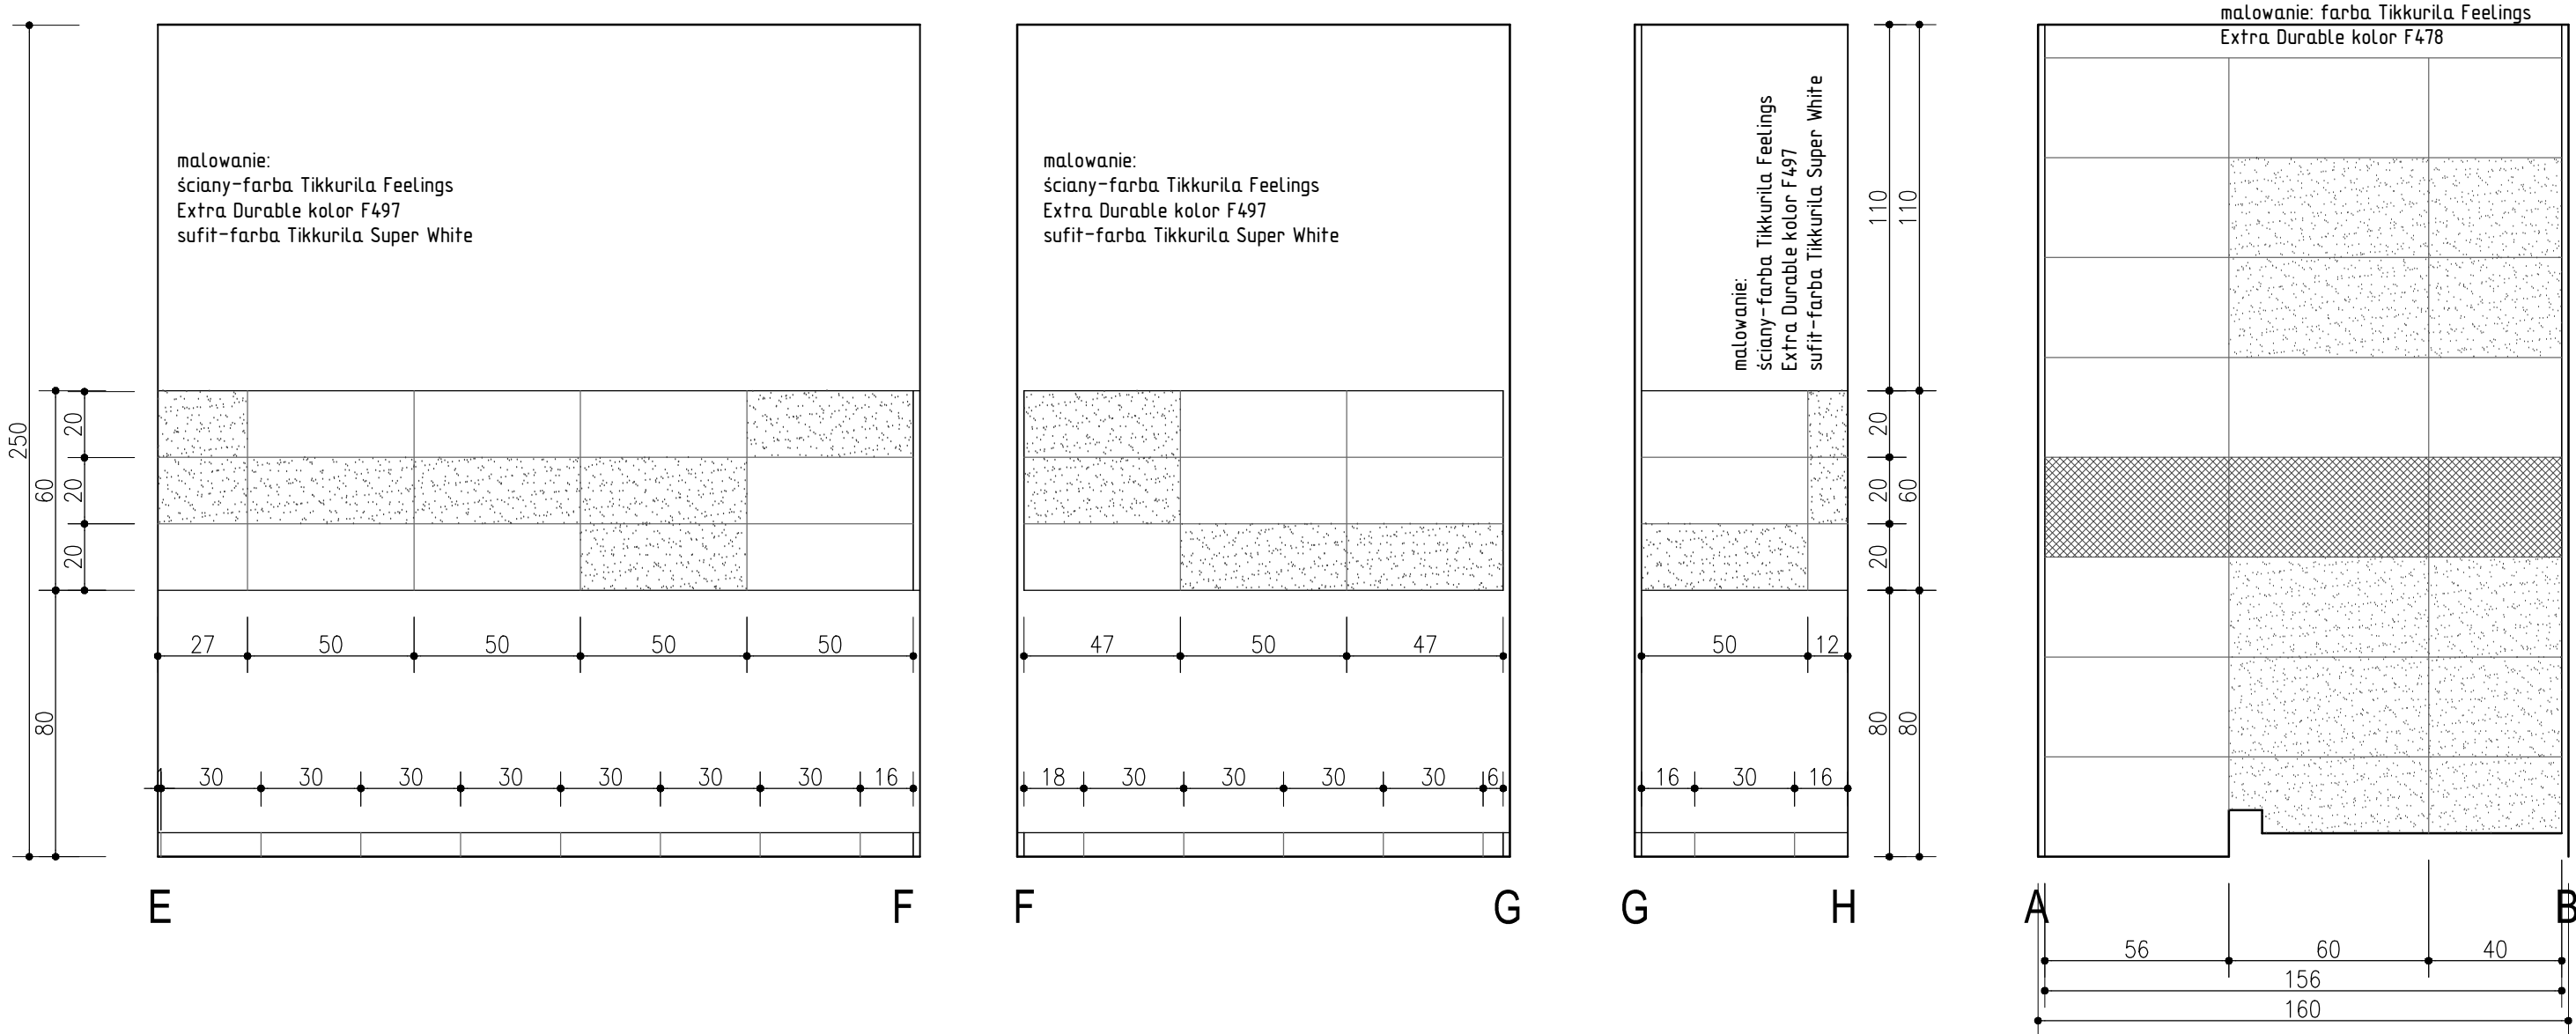 malowanie: farba Tikkurila Feelings
Extra Durable kolor F478
malowanie:
ściany-farba Tikkurila Feelings
Extra Durable kolor F497
sufit-farba Tikkurila Super White
malowanie:
ściany-farba Tikkurila Feelings
Extra Durable kolor F497
sufit-farba Tikkurila Super White
malowanie:
ściany-farba Tikkurila Feelings
Extra Durable kolor F497
sufit-farba Tikkurila Super White
250
60
80
20
20
20
27 50 50 50 50
1 30 30 30 30 30 30 30 16
47 50 47
18 30 30 30 30 6
50 12
16 30 16
110 110
20
20 60
20
80 80
E F F G G H A B
56 60 40
156
160